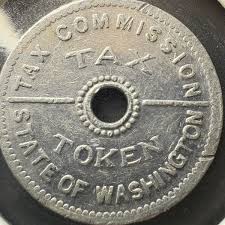 TAX COMMISSION
TAX
TOKEN
STATE OF WASHINGTON